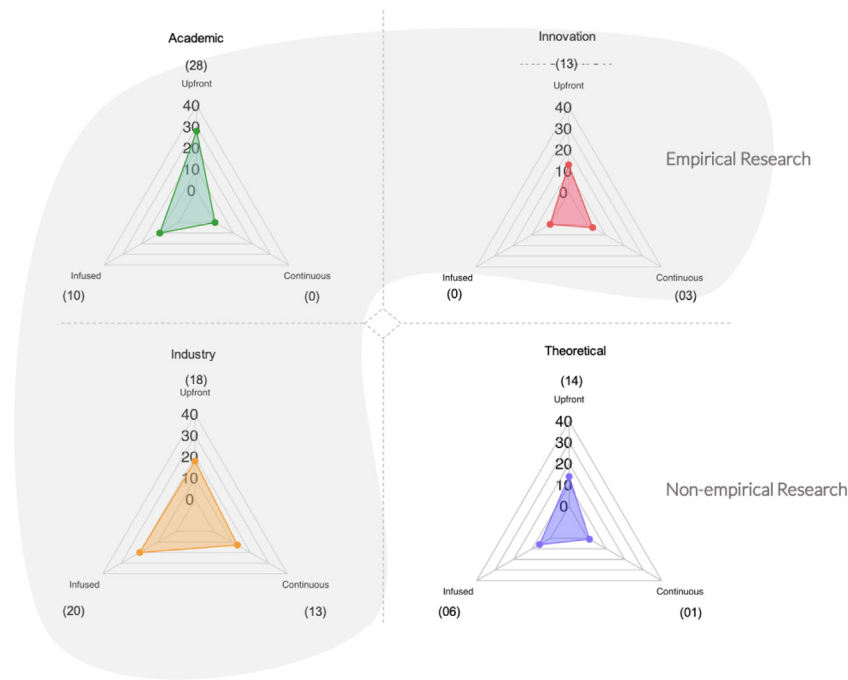 Academic
(28)
Upfront
40
30
20
10
0
Infused
Continuous
(10)
(0)
Innovation
(13)
Upfront
40
30
20
10
0
Infused
Continuous
(0)
(03)
Empirical Research
Industry
(18)
Upfront
40
30
20
10
0
Infused
Continuous
(20)
(13)
Theoretical
(14)
Upfront
40
30
20
10
0
Infused
Continuous
(06)
(01)
Non-empirical Research